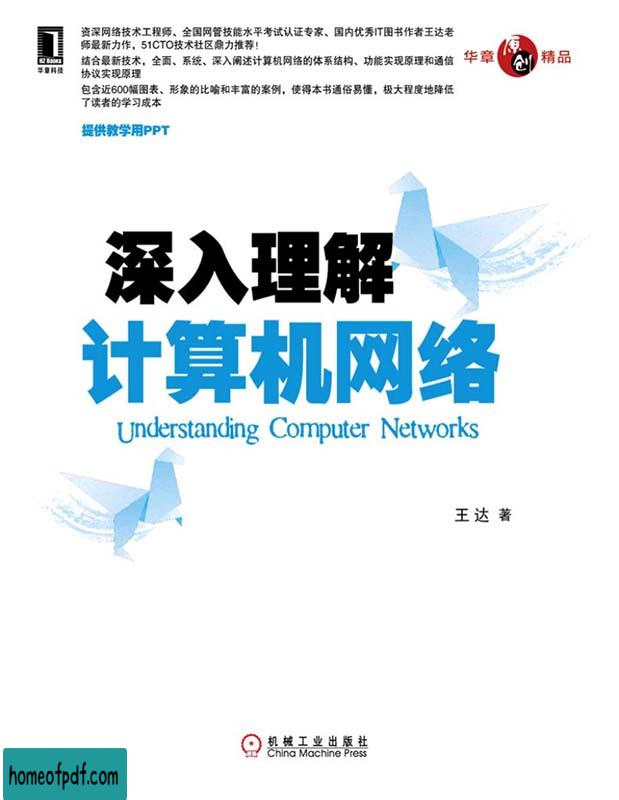 HZ Books
华章科技
资深网络技术工程师、全国网管技能水平考试认证专家、国内优秀IT图书作者王达老
师最新力作，51CTO技术社区鼎力推荐！
结合最新技术，全面、系统、深入阐述计算机网络的体系结构、功能实现原理和通信
协议实现原理
包含近600幅图表、形象的比喻和丰富的案例，使得本书通俗易懂，极大程度地降低
了读者的学习成本
提供教学用PPT
华章 原创 精品
深入理解
计算机网络
Understanding Computer Networks
王达 著
机械工业出版社
China Machine Press
homeofpdf.com